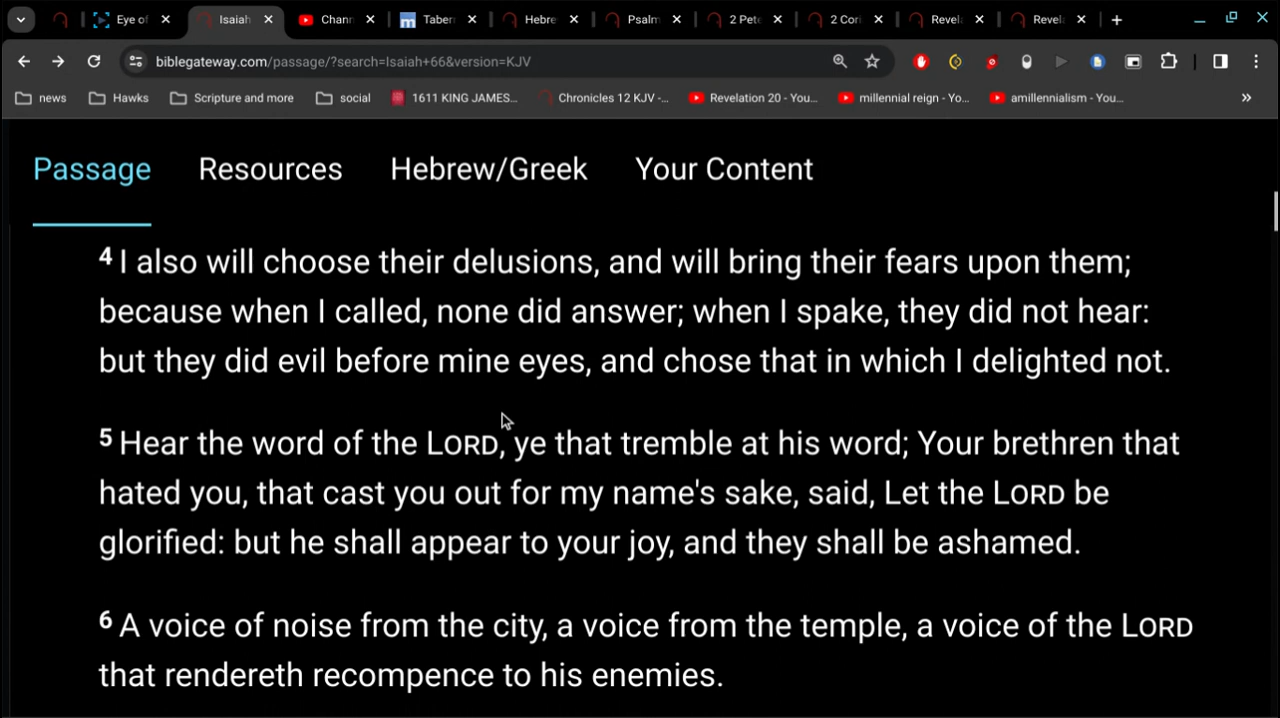 Eye of
Isaiah
Chann
Tabern
Hebre
Psalm
2 Pete
2 Cori
Revela
Revela
biblegateway.com/passage/?search=Isaiah+66&version=KJV
news
Hawks
Scripture and more
social
1611 KING JAMES...
Chronicles 12 KJV -...
Revelation 20 - You...
millennial reign - Yo...
amillennialism - You...
Passage Resources Hebrew/Greek Your Content
4 I also will choose their delusions, and will bring their fears upon them;
because when I called, none did answer; when I spake, they did not hear:
but they did evil before mine eyes, and chose that in which I delighted not.
5 Hear the word of the LORD, ye that tremble at his word; Your brethren that
hated you, that cast you out for my name's sake, said, Let the LORD be
glorified: but he shall appear to your joy, and they shall be ashamed.
6 A voice of noise from the city, a voice from the temple, a voice of the LORD
that rendereth recompence to his enemies.